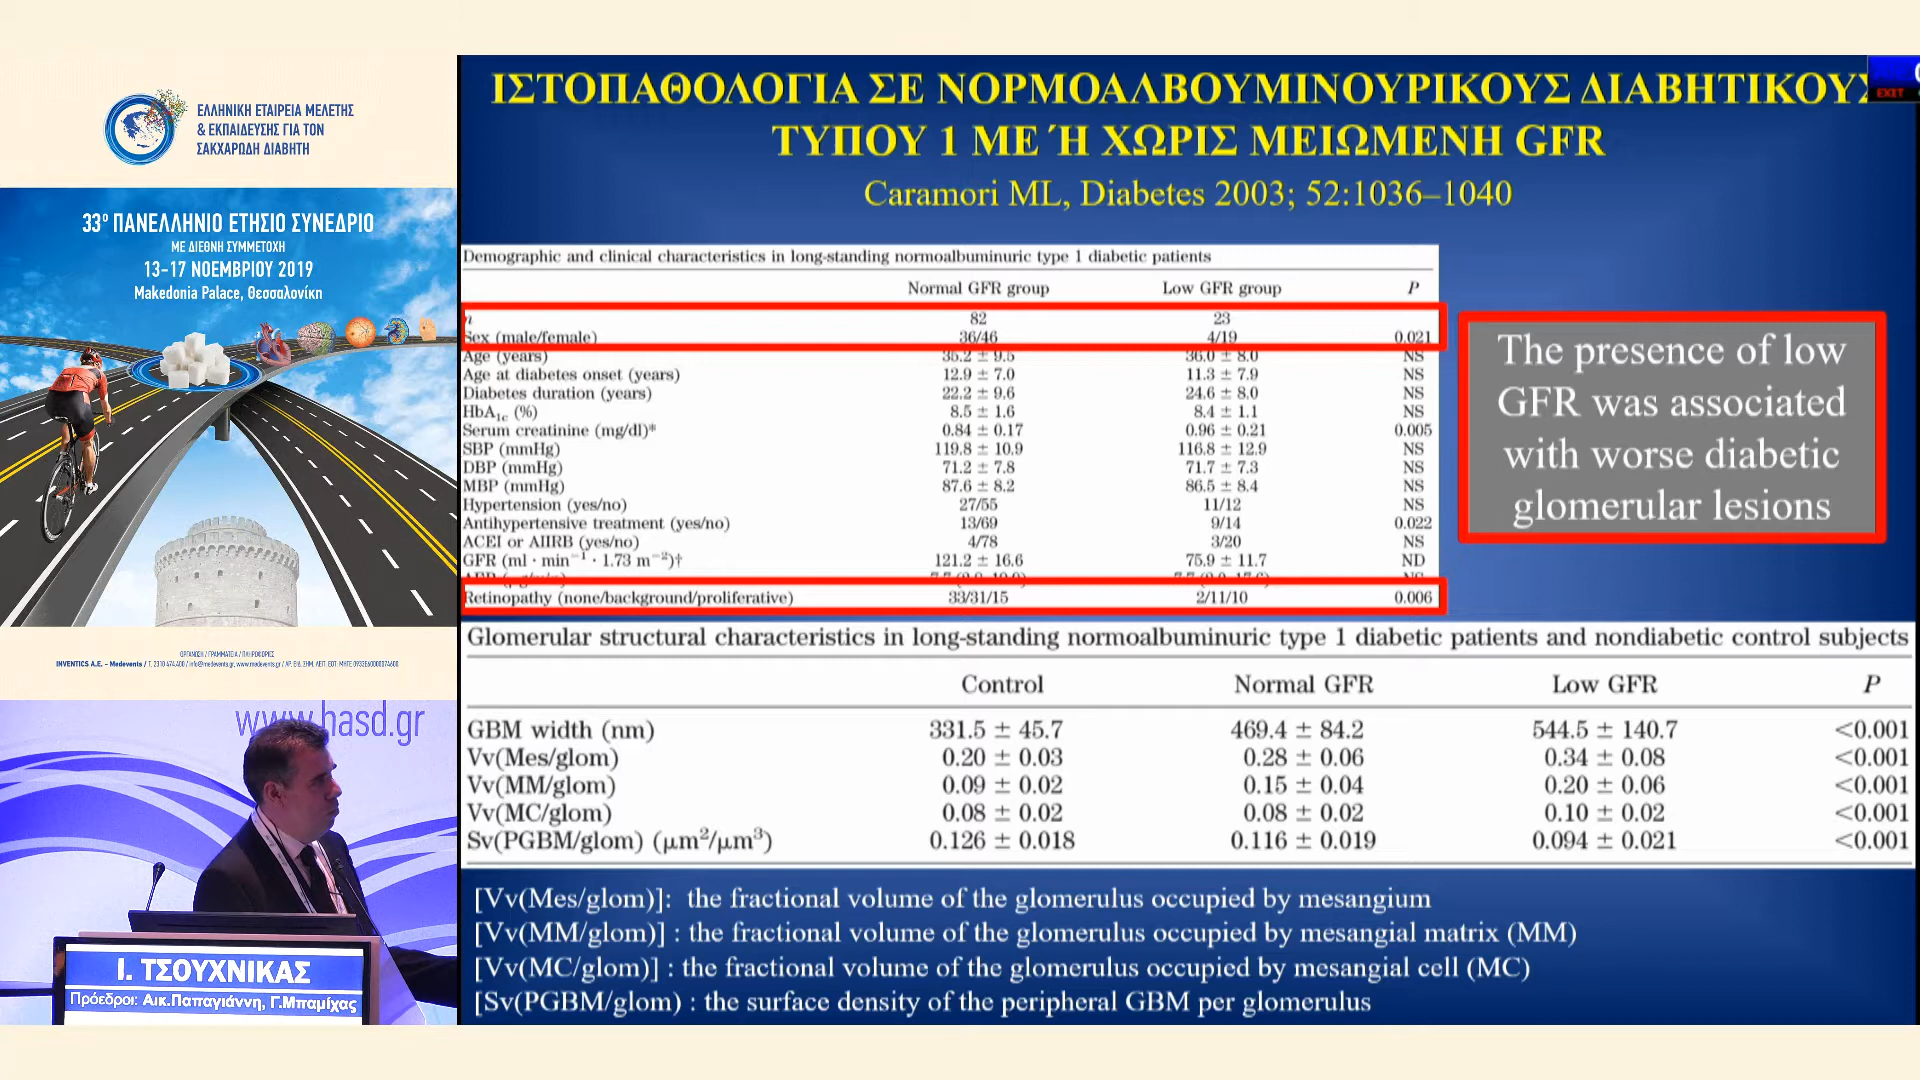 ΕΛΛΗΝΙΚΗ ΕΤΑΙΡΕΙΑ ΜΕΛΕΤΗΣ
& ΕΚΠΑΙΔΕΥΣΗΣ ΓΙΑ ΤΟΝ
ΣΑΚΧΑΡΩΔΗ ΔΙΑΒΗΤΗ
33ο ΠΑΝΕΛΛΗΝΙΟ ΕΤΗΣΙΟ ΣΥΝΕΔΡΙΟ
ΜΕ ΔΙΕΘΝΗ ΣΥΜΜΕΤΟΧΗ
13-17 ΝΟΕΜΒΡΙΟΥ 2019
Makedonia Palace, Θεσσαλονίκη
ΟΡΓΑΝΩΣΗ / ΓΡΑΜΜΑΤΕΙΑ / ΠΛΗΡΟΦΟΡΙΕΣ
INVENTICS A.E. – Medevents / Τ. 2310 474.400 / info@medevents.gr, www.medevents.gr
www.hasd.gr
Ι. ΤΣΟΥΧΝΙΚΑΣ
Πρόεδροι: Αικ.Παπαγιάννη, Γ.Μπαμίχας
EXIT
ΙΣΤΟΠΑΘΟΛΟΓΙΑ ΣΕ ΝΟΡΜΟΑΛΒΟΥΜΙΝΟΥΡΙΚΟΥΣ ΔΙΑΒΗΤΙΚΟΥΣ
ΤΥΠΟΥ 1 ΜΕ Ή ΧΩΡΙΣ ΜΕΙΩΜΕΝΗ GFR
Caramori ML, Diabetes 2003; 52:1036–1040
Demographic and clinical characteristics in long-standing normoalbuminuric type 1 diabetic patients
Normal GFR group Low GFR group P
n 82 23
Sex (male/female) 36/46 4/19 0.021
Age (years) 35.2 ± 9.5 36.0 ± 8.0 NS
Age at diabetes onset (years) 12.9 ± 7.0 11.3 ± 7.9 NS
Diabetes duration (years) 22.2 ± 9.6 24.6 ± 8.0 NS
HbA1c (%) 8.5 ± 1.6 8.4 ± 1.1 NS
Serum creatinine (mg/dl)* 0.84 ± 0.17 0.96 ± 0.21 0.005
SBP (mmHg) 119.8 ± 10.9 116.8 ± 12.9 NS
DBP (mmHg) 71.2 ± 7.8 71.7 ± 7.3 NS
MBP (mmHg) 87.6 ± 8.2 86.5 ± 8.4 NS
Hypertension (yes/no) 27/55 11/12 NS
Antihypertensive treatment (yes/no) 13/69 9/14 0.022
ACEI or AIIRB (yes/no) 4/78 3/20 NS
GFR (ml · min⁻¹ · 1.73 m⁻²)† 121.2 ± 16.6 75.9 ± 11.7 ND
Retinopathy (none/background/proliferative) 33/31/15 2/11/10 0.006
The presence of low
GFR was associated
with worse diabetic
glomerular lesions
Glomerular structural characteristics in long-standing normoalbuminuric type 1 diabetic patients and nondiabetic control subjects
Control Normal GFR Low GFR P
GBM width (nm) 331.5 ± 45.7 469.4 ± 84.2 544.5 ± 140.7 <0.001
Vv(Mes/glom) 0.20 ± 0.03 0.28 ± 0.06 0.34 ± 0.08 <0.001
Vv(MM/glom) 0.09 ± 0.02 0.15 ± 0.04 0.20 ± 0.06 <0.001
Vv(MC/glom) 0.08 ± 0.02 0.08 ± 0.02 0.10 ± 0.02 <0.001
Sv(PGBM/glom) (μm²/μm³) 0.126 ± 0.018 0.116 ± 0.019 0.094 ± 0.021 <0.001
[Vv(Mes/glom)]: the fractional volume of the glomerulus occupied by mesangium
[Vv(MM/glom)] : the fractional volume of the glomerulus occupied by mesangial matrix (MM)
[Vv(MC/glom)] : the fractional volume of the glomerulus occupied by mesangial cell (MC)
[Sv(PGBM/glom) : the surface density of the peripheral GBM per glomerulus